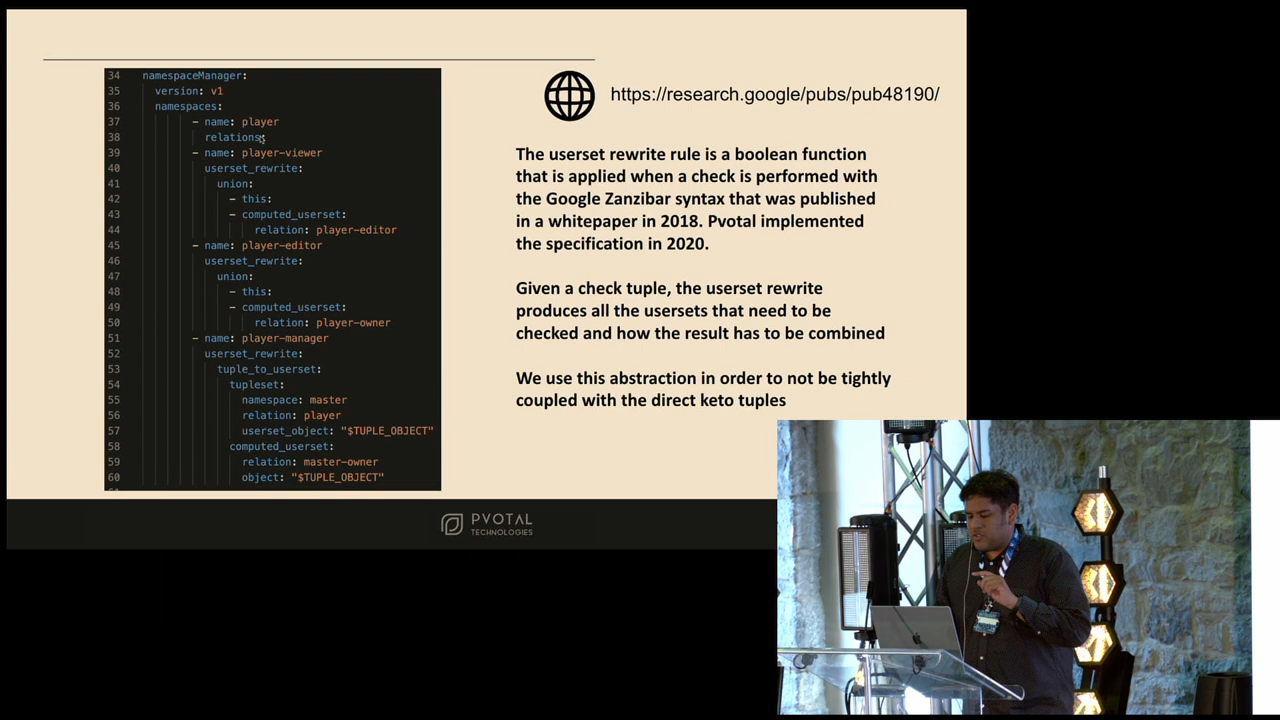 34 namespaceManager:
35 version: v1
36 namespaces:
37 - name: player
38 relations:
39 - name: player-viewer
40 userset_rewrite:
41 union:
42 - this:
43 - computed_userset:
44 relation: player-editor
45 - name: player-editor
46 userset_rewrite:
47 union:
48 - this:
49 - computed_userset:
50 relation: player-owner
51 - name: player-manager
52 userset_rewrite:
53 tuple_to_userset:
54 tupleset:
55 namespace: master
56 relation: player
57 userset_object: "$TUPLE_OBJECT"
58 computed_userset:
59 relation: master-owner
60 object: "$TUPLE_OBJECT"
https://research.google/pubs/pub48190/
The userset rewrite rule is a boolean function
that is applied when a check is performed with
the Google Zanzibar syntax that was published
in a whitepaper in 2018. Pvotal implemented
the specification in 2020.
Given a check tuple, the userset rewrite
produces all the usersets that need to be
checked and how the result has to be combined
We use this abstraction in order to not be tightly
coupled with the direct keto tuples
PVOTAL
TECHNOLOGIES